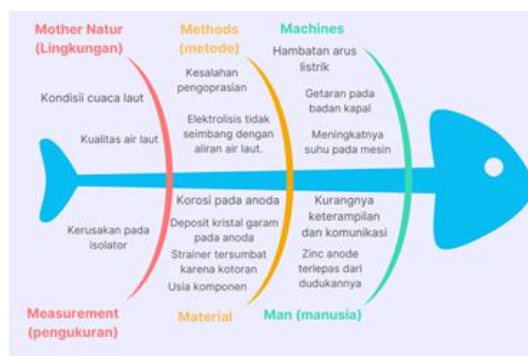 Mother Natur
(Lingkungan)
Kondisii cuaca laut
Kualitas air laut
Methods
(metode)
Kesalahan
pengoprasian
Elektrolisis tidak
seimbang dengan
aliran air laut.
Machines
Hambatan arus
listrik
Getaran pada
badan kapal
Meningkatnya
suhu pada mesin
Kerusakan pada
isolator
Measurement
(pengukuran)
Korosi pada anoda
Deposit kristal garam
pada anoda
Strainer tersumbat
karena kotoran
Usia komponen
Material
Kurangnya
keterampilan
dan komunikasi
Zinc anode
terlepas dari
dudukannya
Man (manusia)